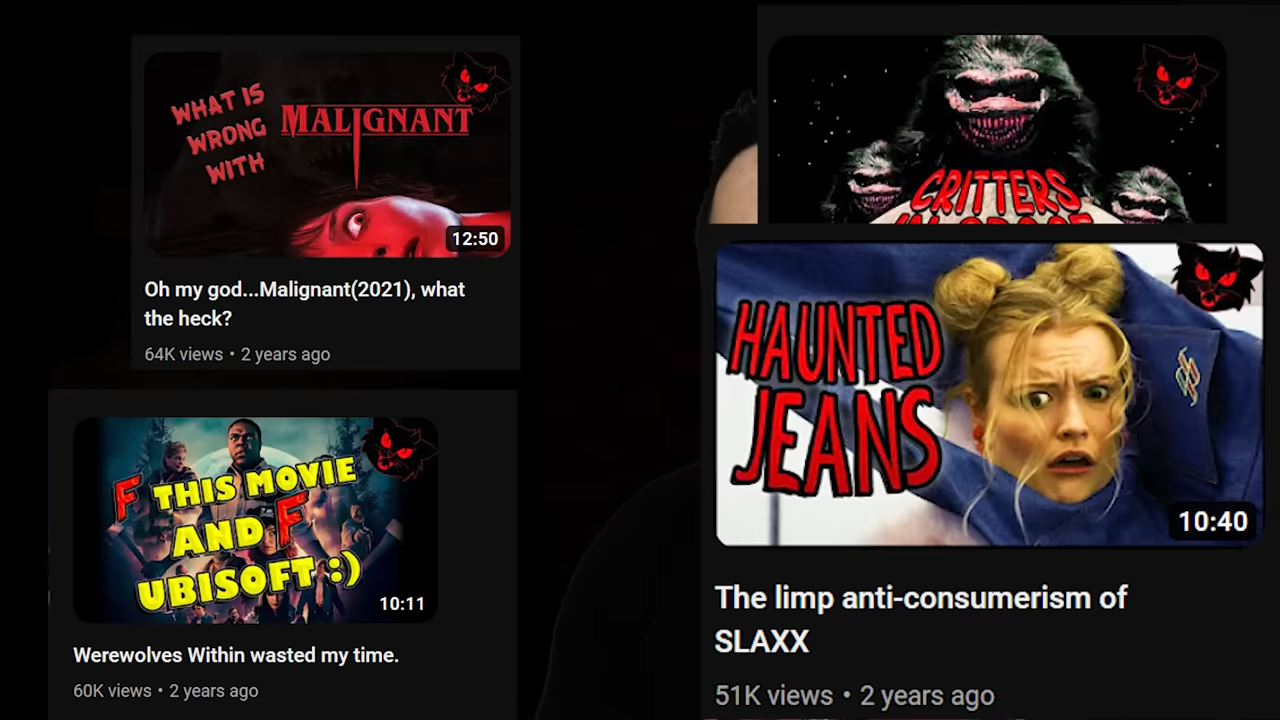 WHAT IS
WRONG
WITH
MALIGNANT
12:50
Oh my god...Malignant(2021), what
the heck?
64K views • 2 years ago
F THIS MOVIE
AND F
UBISOFT :)
10:11
Werewolves Within wasted my time.
60K views • 2 years ago
CRITTERS
HAUNTED
JEANS
10:40
The limp anti-consumerism of
SLAXX
51K views • 2 years ago